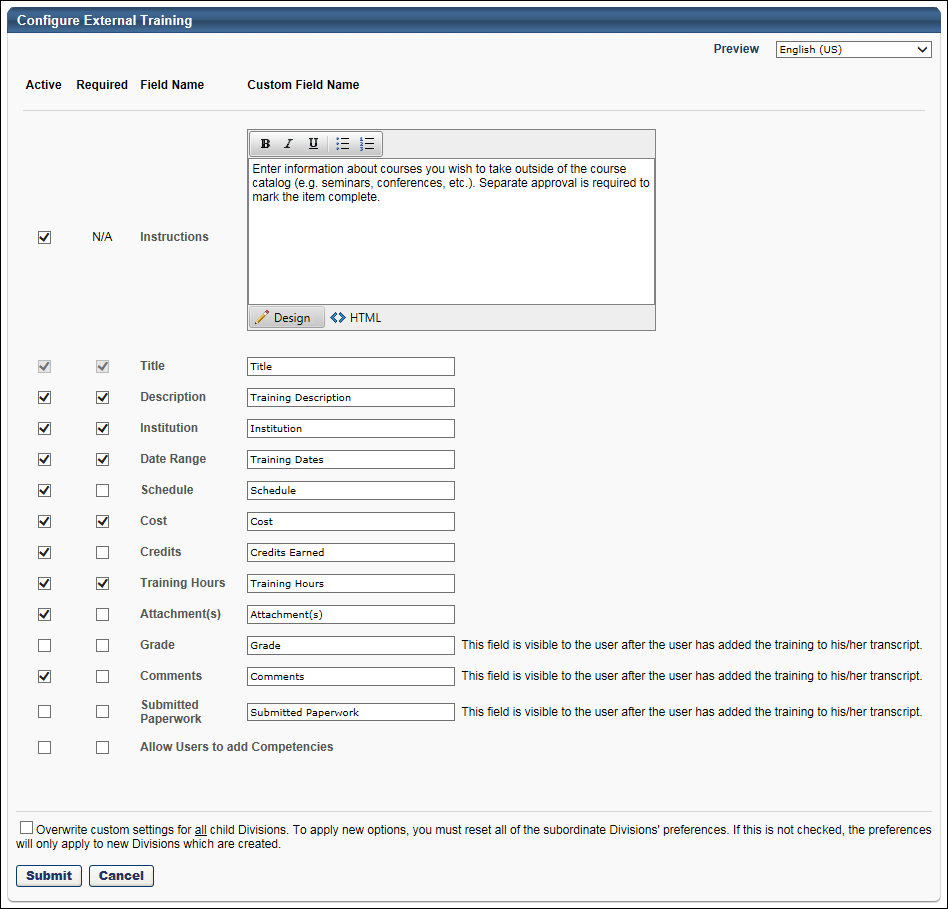 Configure External Training
Preview English (US)
Active Required Field Name Custom Field Name
B I U
Enter information about courses you wish to take outside of the course
catalog (e.g. seminars, conferences, etc.). Separate approval is required to
mark the item complete.
N/A Instructions
Design HTML
Title Title
Description Training Description
Institution Institution
Date Range Training Dates
Schedule Schedule
Cost Cost
Credits Credits Earned
Training Hours Training Hours
Attachment(s) Attachment(s)
Grade Grade This field is visible to the user after the user has added the training to his/her transcript.
Comments Comments This field is visible to the user after the user has added the training to his/her transcript.
Submitted
Paperwork Submitted Paperwork This field is visible to the user after the user has added the training to his/her transcript.
Allow Users to add Competencies
Overwrite custom settings for all child Divisions. To apply new options, you must reset all of the subordinate Divisions' preferences. If this is not checked, the preferences
will only apply to new Divisions which are created.
Submit Cancel